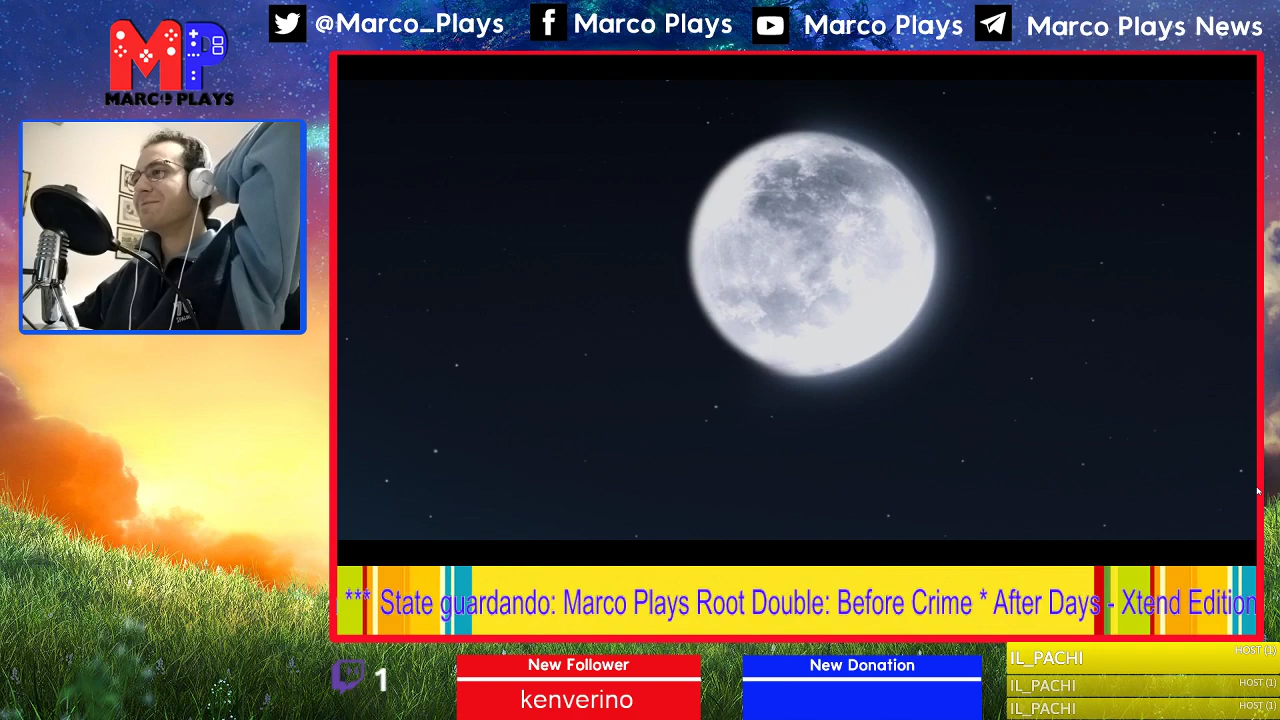 @Marco_Plays
Marco Plays
Marco Plays
Marco Plays News
MP
MARCO PLAYS
*** State guardando: Marco Plays Root Double: Before Crime * After Days - Xtend Edition
1
New Follower
kenverino
New Donation
IL_PACHI
HOST (1)
IL_PACHI
HOST (1)
IL_PACHI
HOST (1)